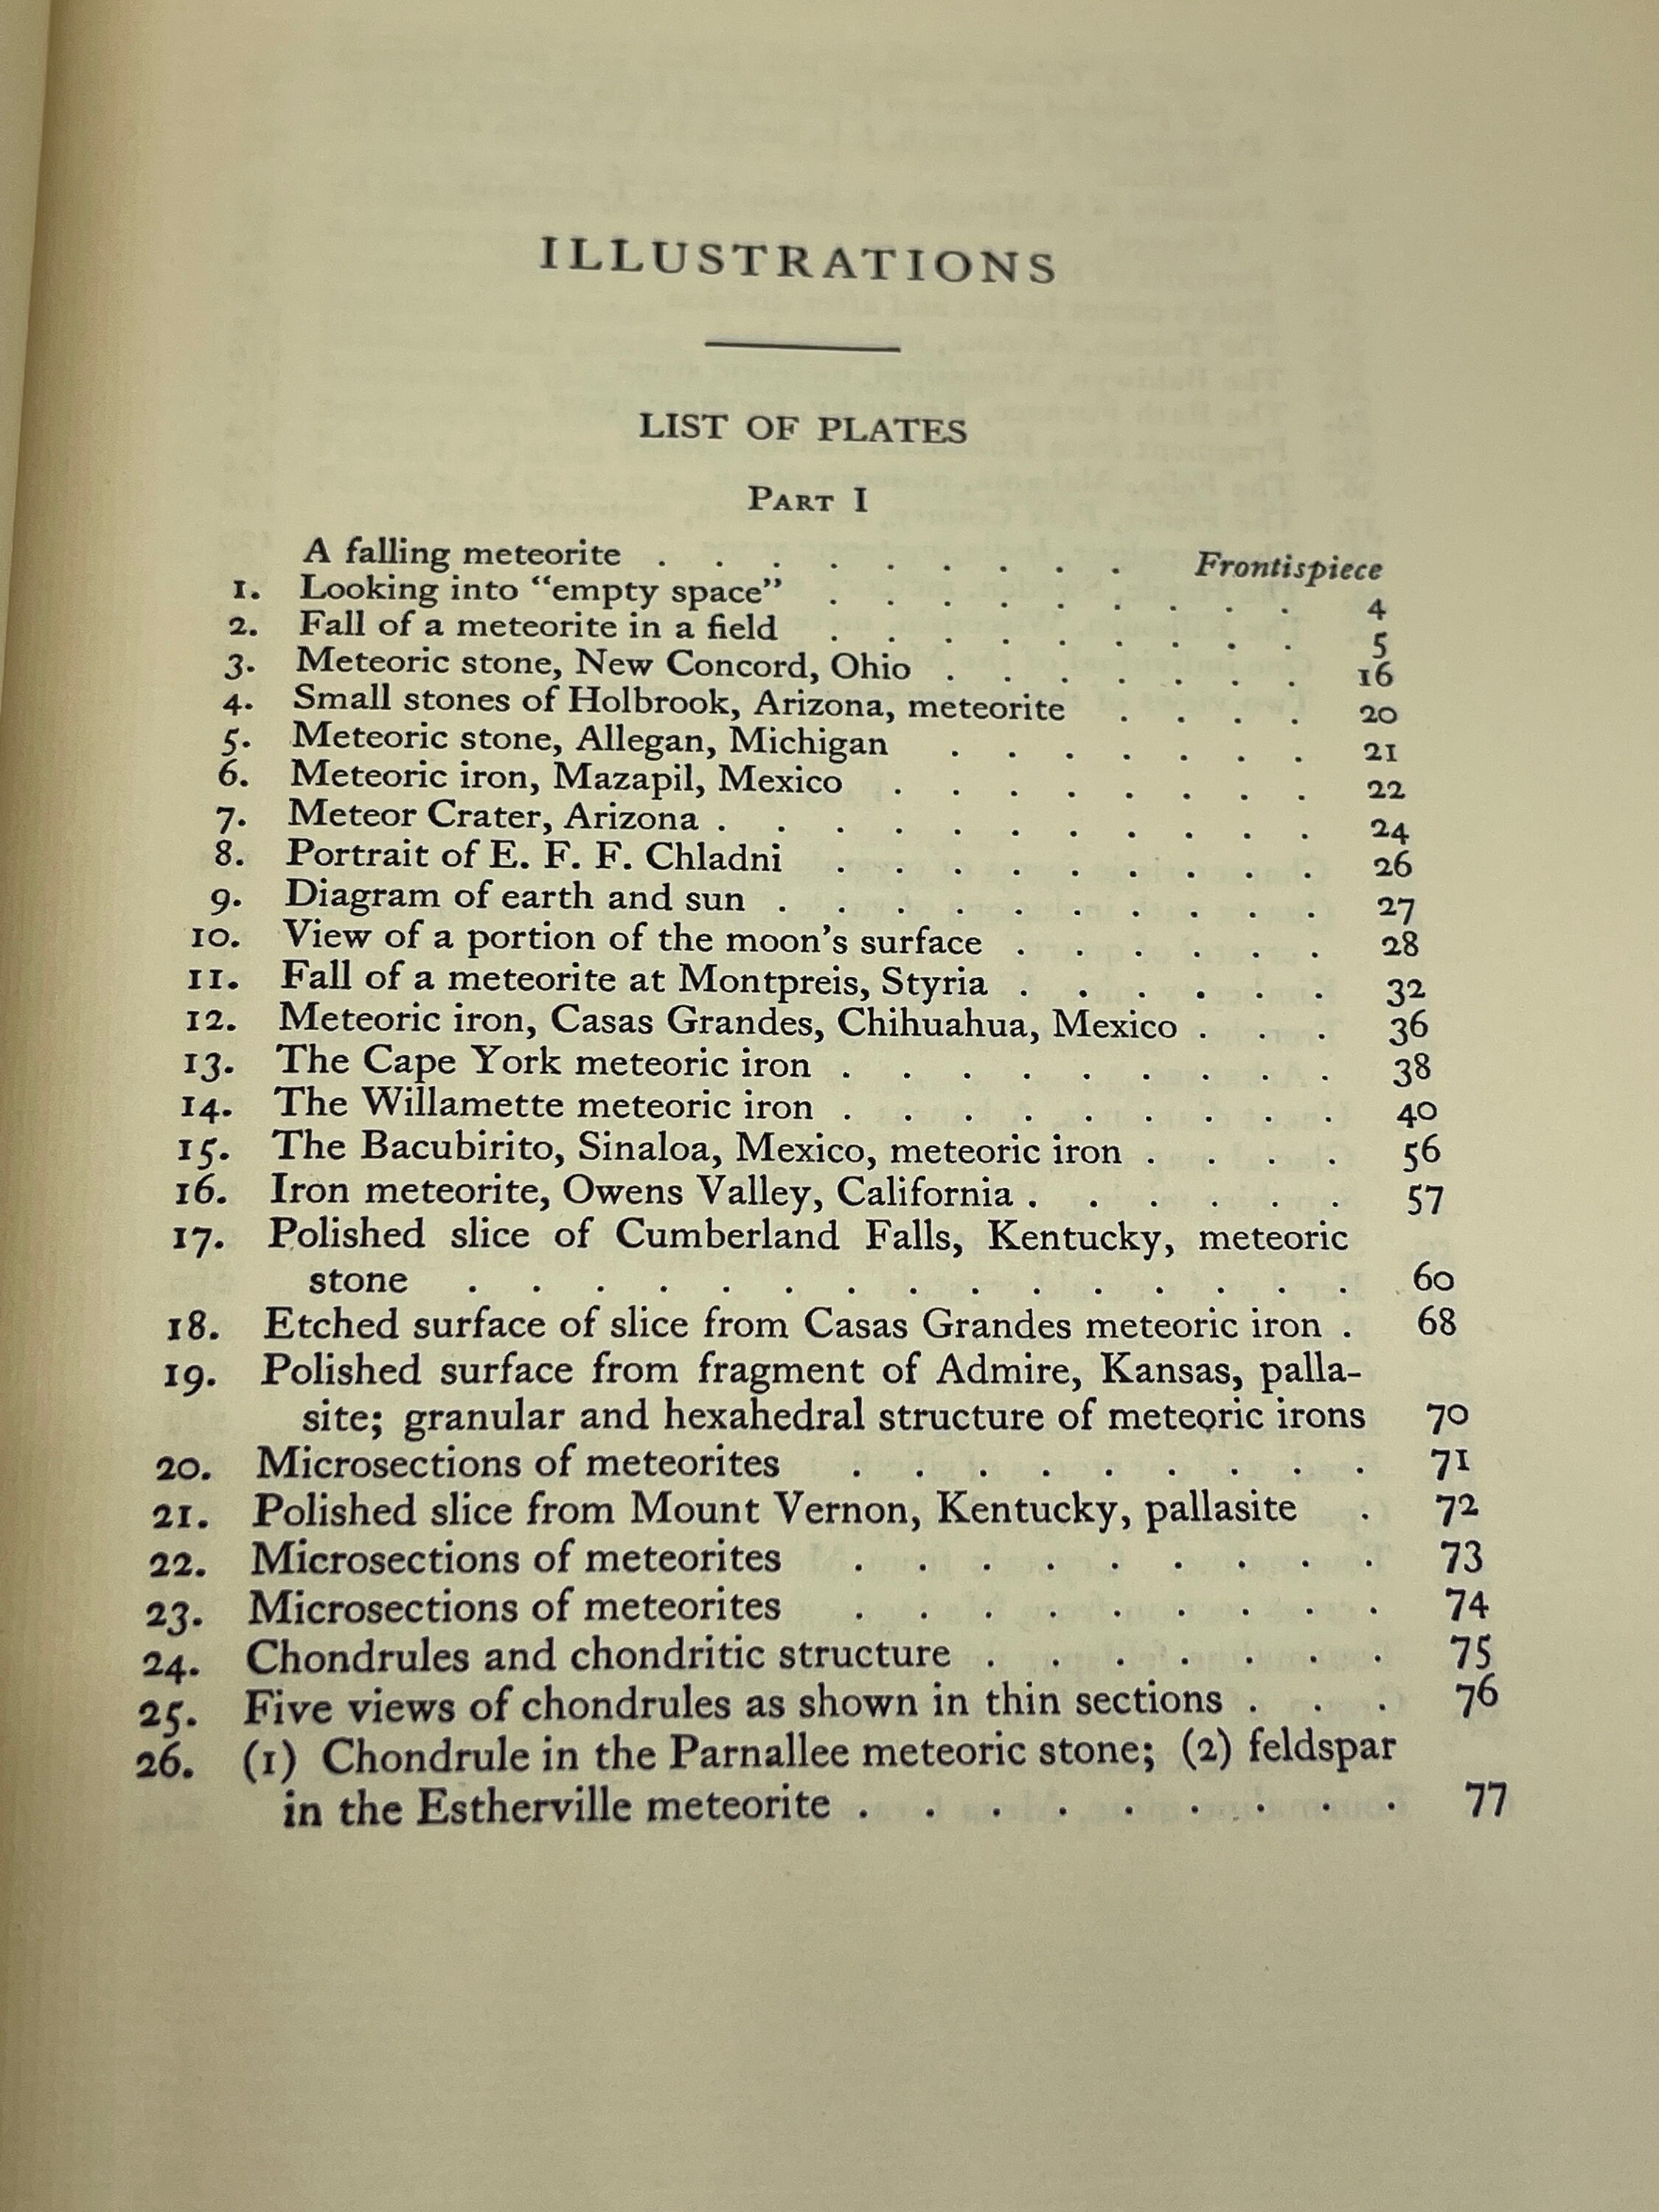 ILLUSTRATIONS
LIST OF PLATES
Part I
A falling meteorite . . . . . . . . . Frontispiece
1. Looking into "empty space" . . . . . . . . . 4
2. Fall of a meteorite in a field . . . . . . . . . 5
3. Meteoric stone, New Concord, Ohio . . . . . . . 16
4. Small stones of Holbrook, Arizona, meteorite . . . . 20
5. Meteoric stone, Allegan, Michigan . . . . . . . 21
6. Meteoric iron, Mazapil, Mexico . . . . . . . . 22
7. Meteor Crater, Arizona . . . . . . . . . . . 24
8. Portrait of E. F. F. Chladni . . . . . . . . . 26
9. Diagram of earth and sun . . . . . . . . . . 27
10. View of a portion of the moon's surface . . . . . . 28
11. Fall of a meteorite at Montpreis, Styria . . . . . . 32
12. Meteoric iron, Casas Grandes, Chihuahua, Mexico . . . 36
13. The Cape York meteoric iron . . . . . . . . . 38
14. The Willamette meteoric iron . . . . . . . . . 40
15. The Bacubirito, Sinaloa, Mexico, meteoric iron . . . . 56
16. Iron meteorite, Owens Valley, California . . . . . . 57
17. Polished slice of Cumberland Falls, Kentucky, meteoric
stone . . . . . . . . . . . . . . . 60
18. Etched surface of slice from Casas Grandes meteoric iron . 68
19. Polished surface from fragment of Admire, Kansas, palla-
site; granular and hexahedral structure of meteoric irons 70
20. Microsections of meteorites . . . . . . . . . 71
21. Polished slice from Mount Vernon, Kentucky, pallasite . 72
22. Microsections of meteorites . . . . . . . . . 73
23. Microsections of meteorites . . . . . . . . . 74
24. Chondrules and chondritic structure . . . . . . . 75
25. Five views of chondrules as shown in thin sections . . . 76
26. (1) Chondrule in the Parnallee meteoric stone; (2) feldspar
in the Estherville meteorite . . . . . . . . . 77